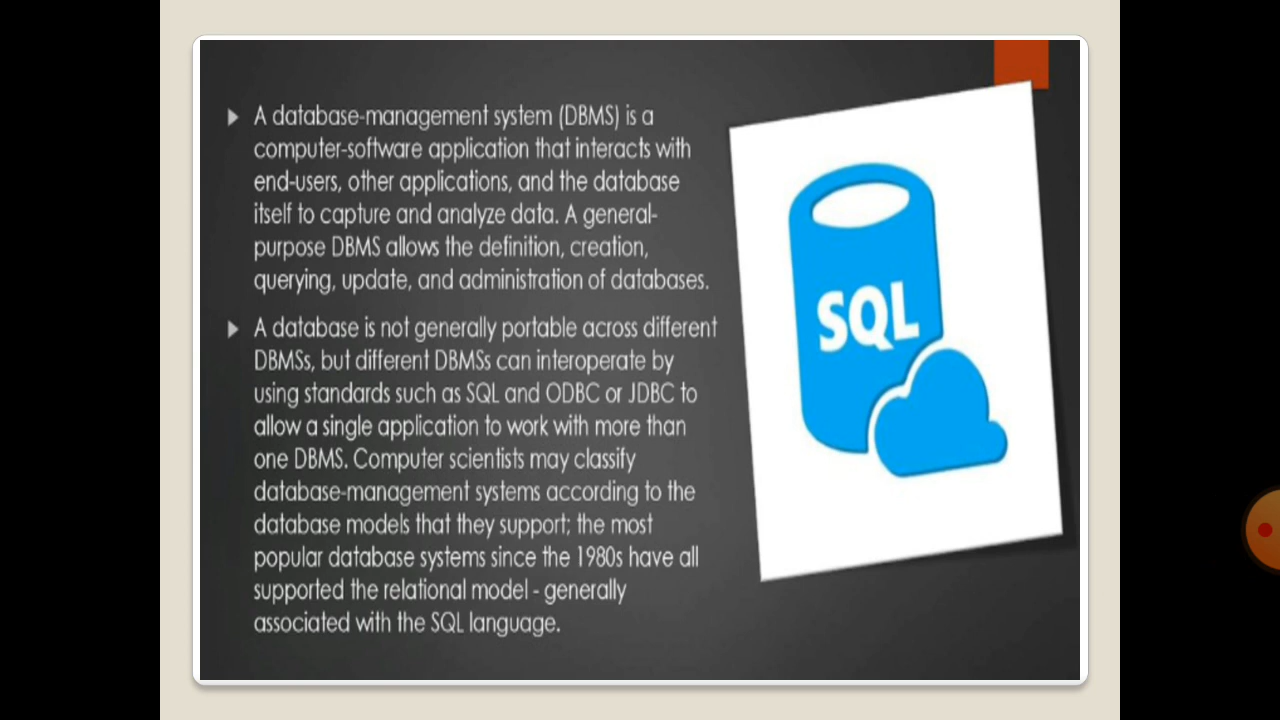 A database-management system (DBMS) is a
computer-software application that interacts with
end-users, other applications, and the database
itself to capture and analyze data. A general-
purpose DBMS allows the definition, creation,
querying, update, and administration of databases.
A database is not generally portable across different
DBMSs, but different DBMSs can interoperate by
using standards such as SQL and ODBC or JDBC to
allow a single application to work with more than
one DBMS. Computer scientists may classify
database-management systems according to the
database models that they support; the most
popular database systems since the 1980s have all
supported the relational model - generally
associated with the SQL language.
SQL